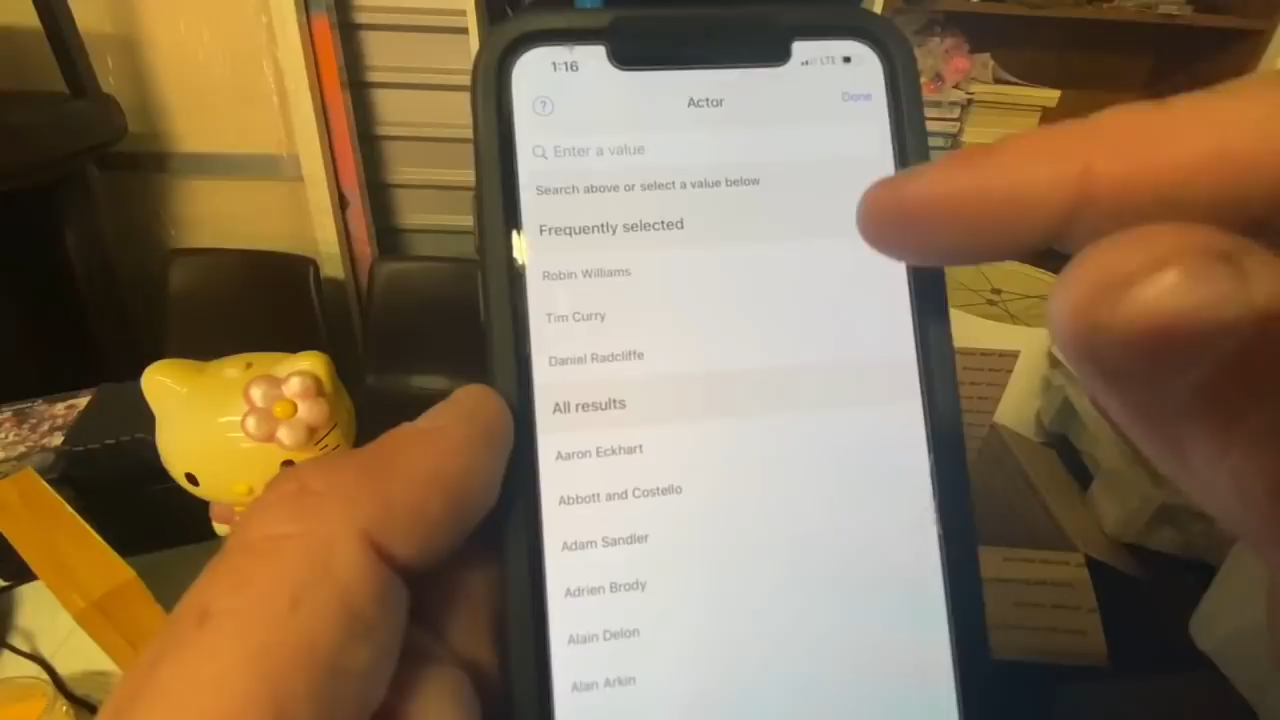 1:16
LTE
?
Actor
Done
Enter a value
Search above or select a value below
Frequently selected
Robin Williams
Tim Curry
Daniel Radcliffe
All results
Aaron Eckhart
Abbott and Costello
Adam Sandler
Adrien Brody
Alain Delon
Alan Arkin